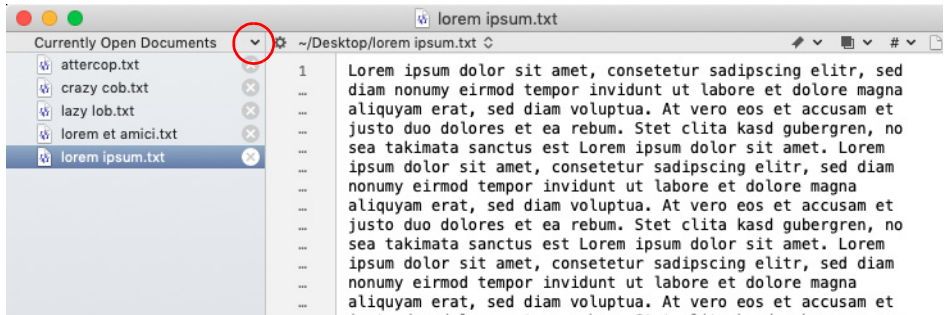 lorem ipsum.txt
Currently Open Documents
~/Desktop/lorem ipsum.txt
#
attercop.txt
crazy cob.txt
lazy lob.txt
lorem et amici.txt
lorem ipsum.txt
1
Lorem ipsum dolor sit amet, consetetur sadipscing elitr, sed
diam nonumy eirmod tempor invidunt ut labore et dolore magna
aliquyam erat, sed diam voluptua. At vero eos et accusam et
justo duo dolores et ea rebum. Stet clita kasd gubergren, no
sea takimata sanctus est Lorem ipsum dolor sit amet. Lorem
ipsum dolor sit amet, consetetur sadipscing elitr, sed diam
nonumy eirmod tempor invidunt ut labore et dolore magna
aliquyam erat, sed diam voluptua. At vero eos et accusam et
justo duo dolores et ea rebum. Stet clita kasd gubergren, no
sea takimata sanctus est Lorem ipsum dolor sit amet. Lorem
ipsum dolor sit amet, consetetur sadipscing elitr, sed diam
nonumy eirmod tempor invidunt ut labore et dolore magna
aliquyam erat, sed diam voluptua. At vero eos et accusam et